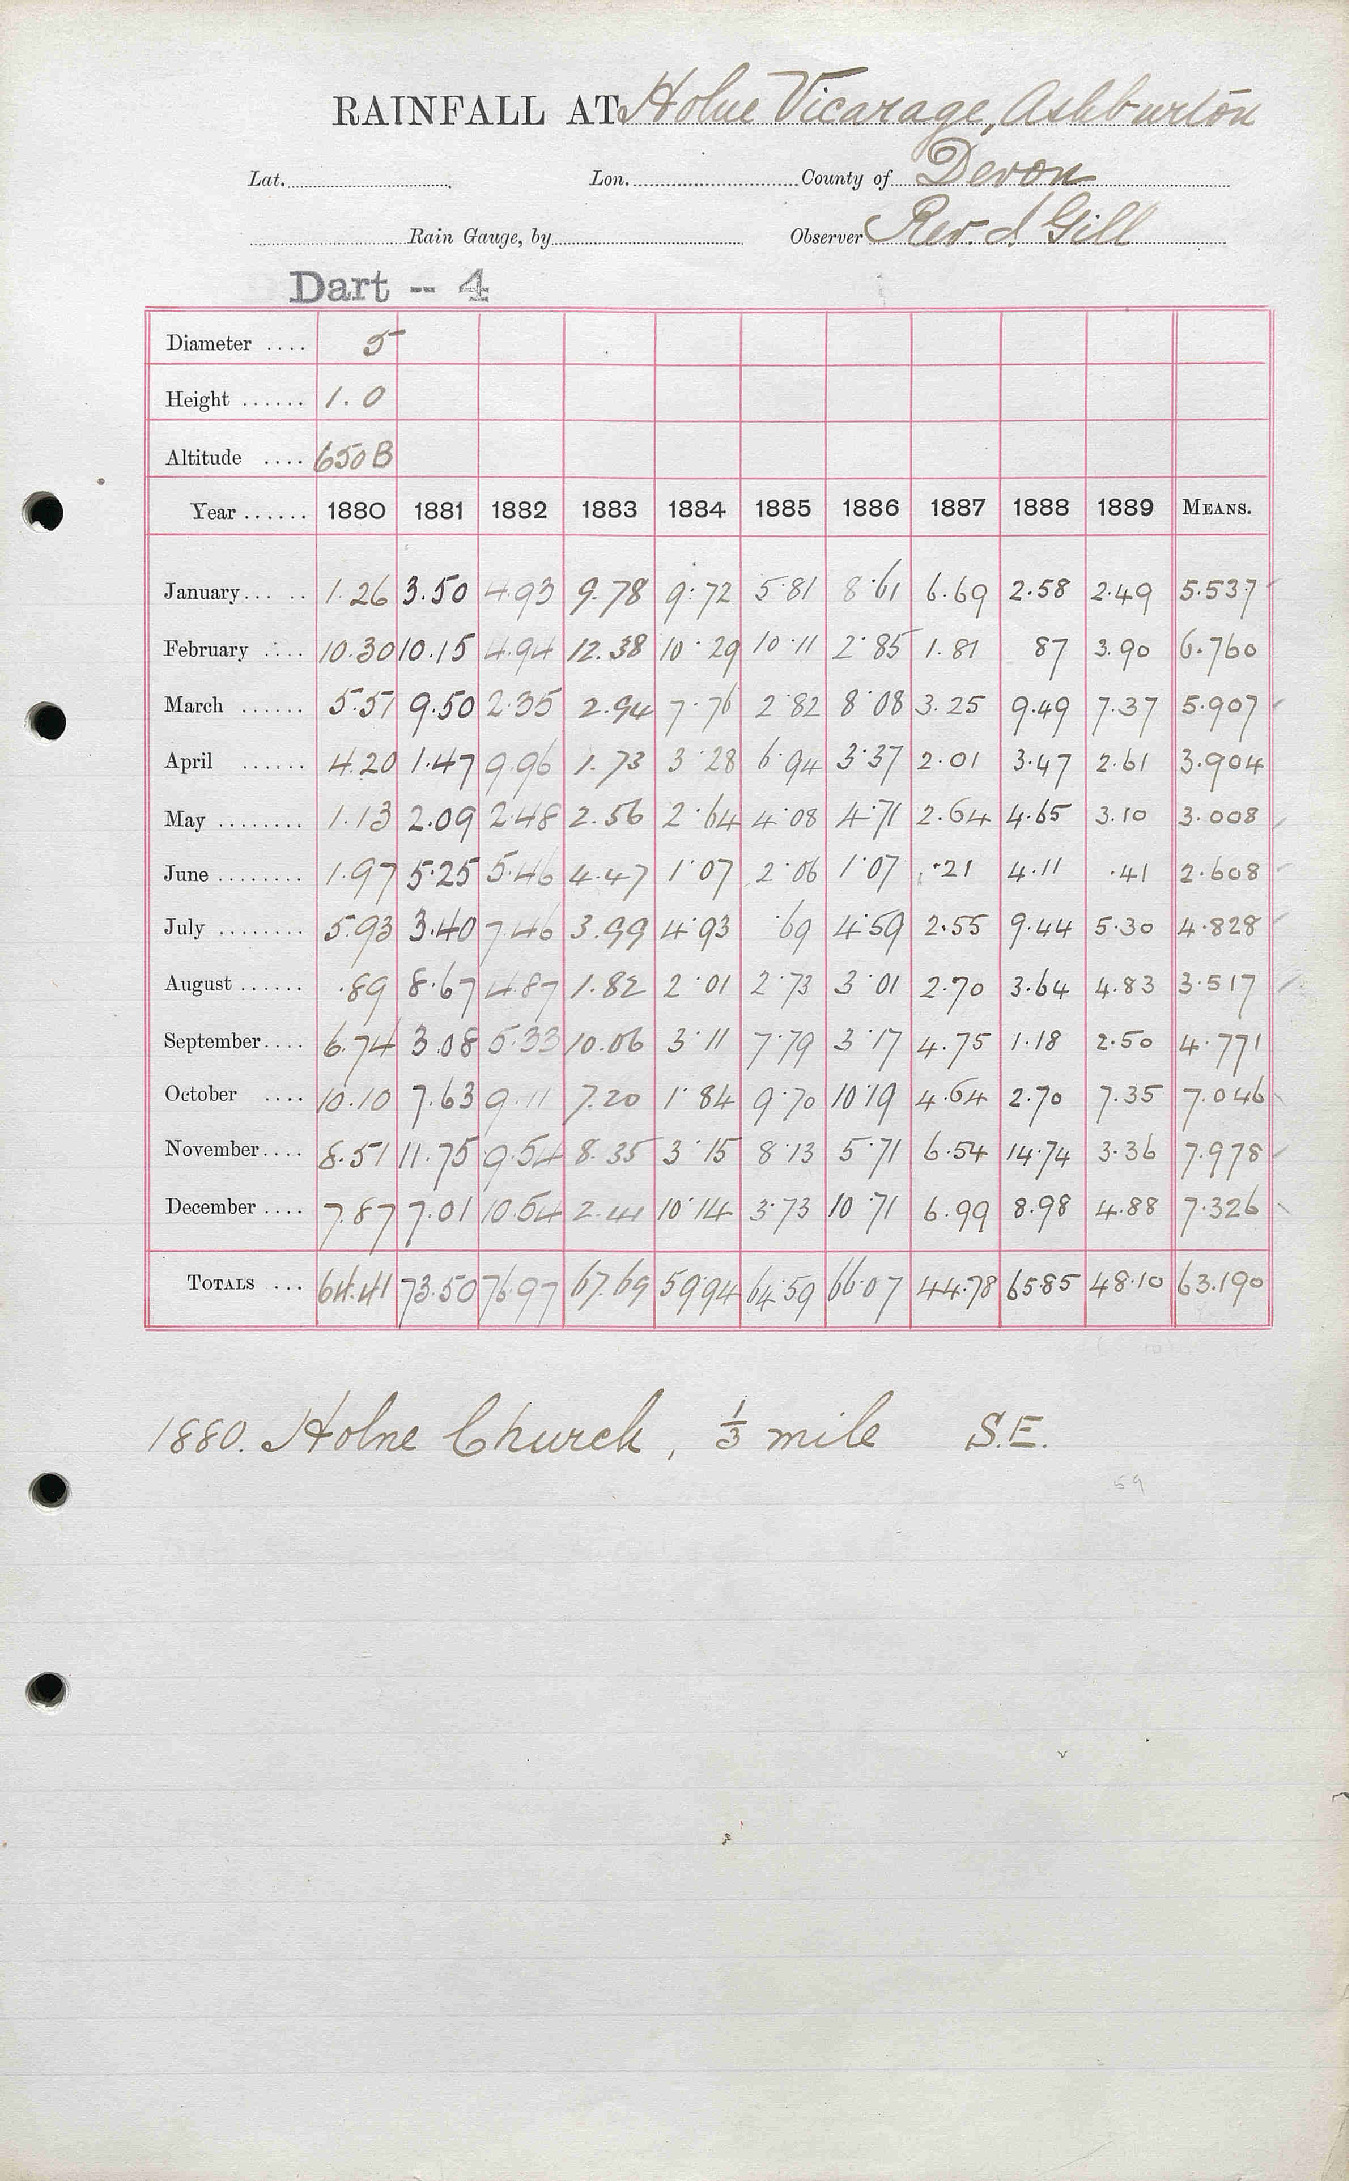 RAINFALL AT Holne Vicarage, Ashburton
Lat. Lon. County of Devon
Rain Gauge, by Observer Rev. J. Gill
Dart -- 4
Diameter .... 5
Height ...... 1.0
Altitude .... 650 B
Year ...... 1880 1881 1882 1883 1884 1885 1886 1887 1888 1889 MEANS.
January... .. 1.26 3.50 4.93 9.78 9.72 5.81 8.61 6.69 2.58 2.49 5.537
February .... 10.30 10.15 4.94 12.38 10.29 10.11 2.85 1.81 87 3.90 6.760
March ...... 5.51 9.50 2.35 2.94 7.76 2.82 8.08 3.25 9.49 7.37 5.907
April ...... 4.20 1.47 9.96 1.73 3.28 6.94 3.37 2.01 3.47 2.61 3.904
May ........ 1.13 2.09 2.48 2.56 2.64 4.08 4.71 2.64 4.65 3.10 3.008
June ........ 1.97 5.25 5.46 4.47 1.07 2.06 1.07 .21 4.11 .41 2.608
July ........ 5.93 3.40 7.46 3.99 4.93 .69 4.59 2.55 9.44 5.30 4.828
August ...... .89 8.67 4.87 1.82 2.01 2.73 3.01 2.70 3.64 4.83 3.517
September.... 6.74 3.08 5.33 10.06 3.11 7.79 3.17 4.75 1.18 2.50 4.771
October .... 10.10 7.63 9.11 7.20 1.84 9.70 10.19 4.64 2.70 7.35 7.046
November.... 8.51 11.75 9.54 8.35 3.15 8.13 5.71 6.54 14.74 3.36 7.978
December .... 7.87 7.01 10.54 2.41 10.14 3.73 10.71 6.99 8.98 4.88 7.326
TOTALS ... 64.41 73.50 76.97 67.69 59.94 64.59 66.07 44.78 65.85 48.10 63.190
1880. Holne Church, 1/3 mile S.E.
59